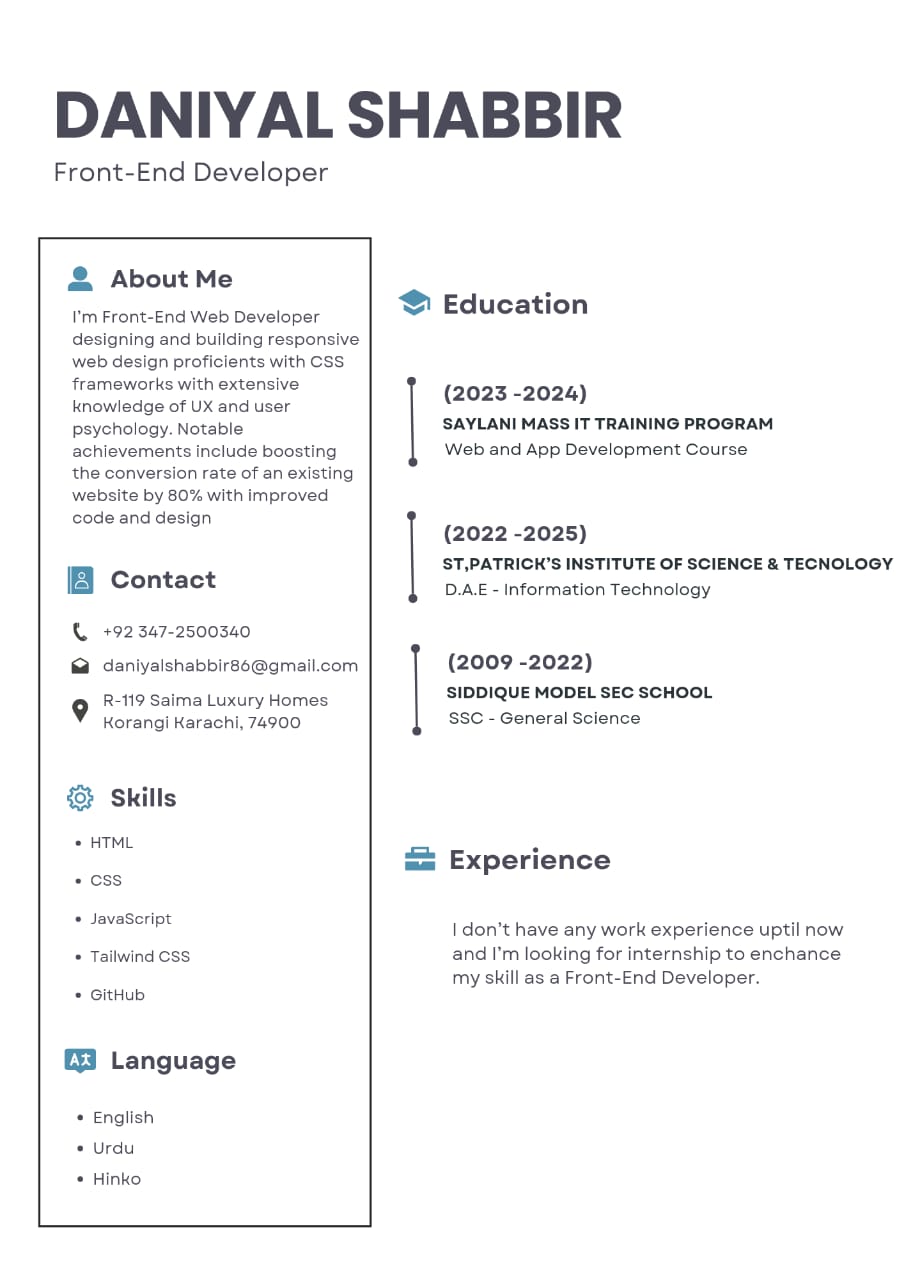 DANIYAL SHABBIR
Front-End Developer
About Me
I’m Front-End Web Developer
designing and building responsive
web design proficients with CSS
frameworks with extensive
knowledge of UX and user
psychology. Notable
achievements include boosting
the conversion rate of an existing
website by 80% with improved
code and design
Contact
+92 347-2500340
daniyalshabbir86@gmail.com
R-119 Saima Luxury Homes
Korangi Karachi, 74900
Skills
• HTML
• CSS
• JavaScript
• Tailwind CSS
• GitHub
Language
• English
• Urdu
• Hinko
Education
(2023 -2024)
SAYLANI MASS IT TRAINING PROGRAM
Web and App Development Course
(2022 -2025)
ST,PATRICK’S INSTITUTE OF SCIENCE & TECNOLOGY
D.A.E - Information Technology
(2009 -2022)
SIDDIQUE MODEL SEC SCHOOL
SSC - General Science
Experience
I don’t have any work experience uptil now
and I’m looking for internship to enchance
my skill as a Front-End Developer.